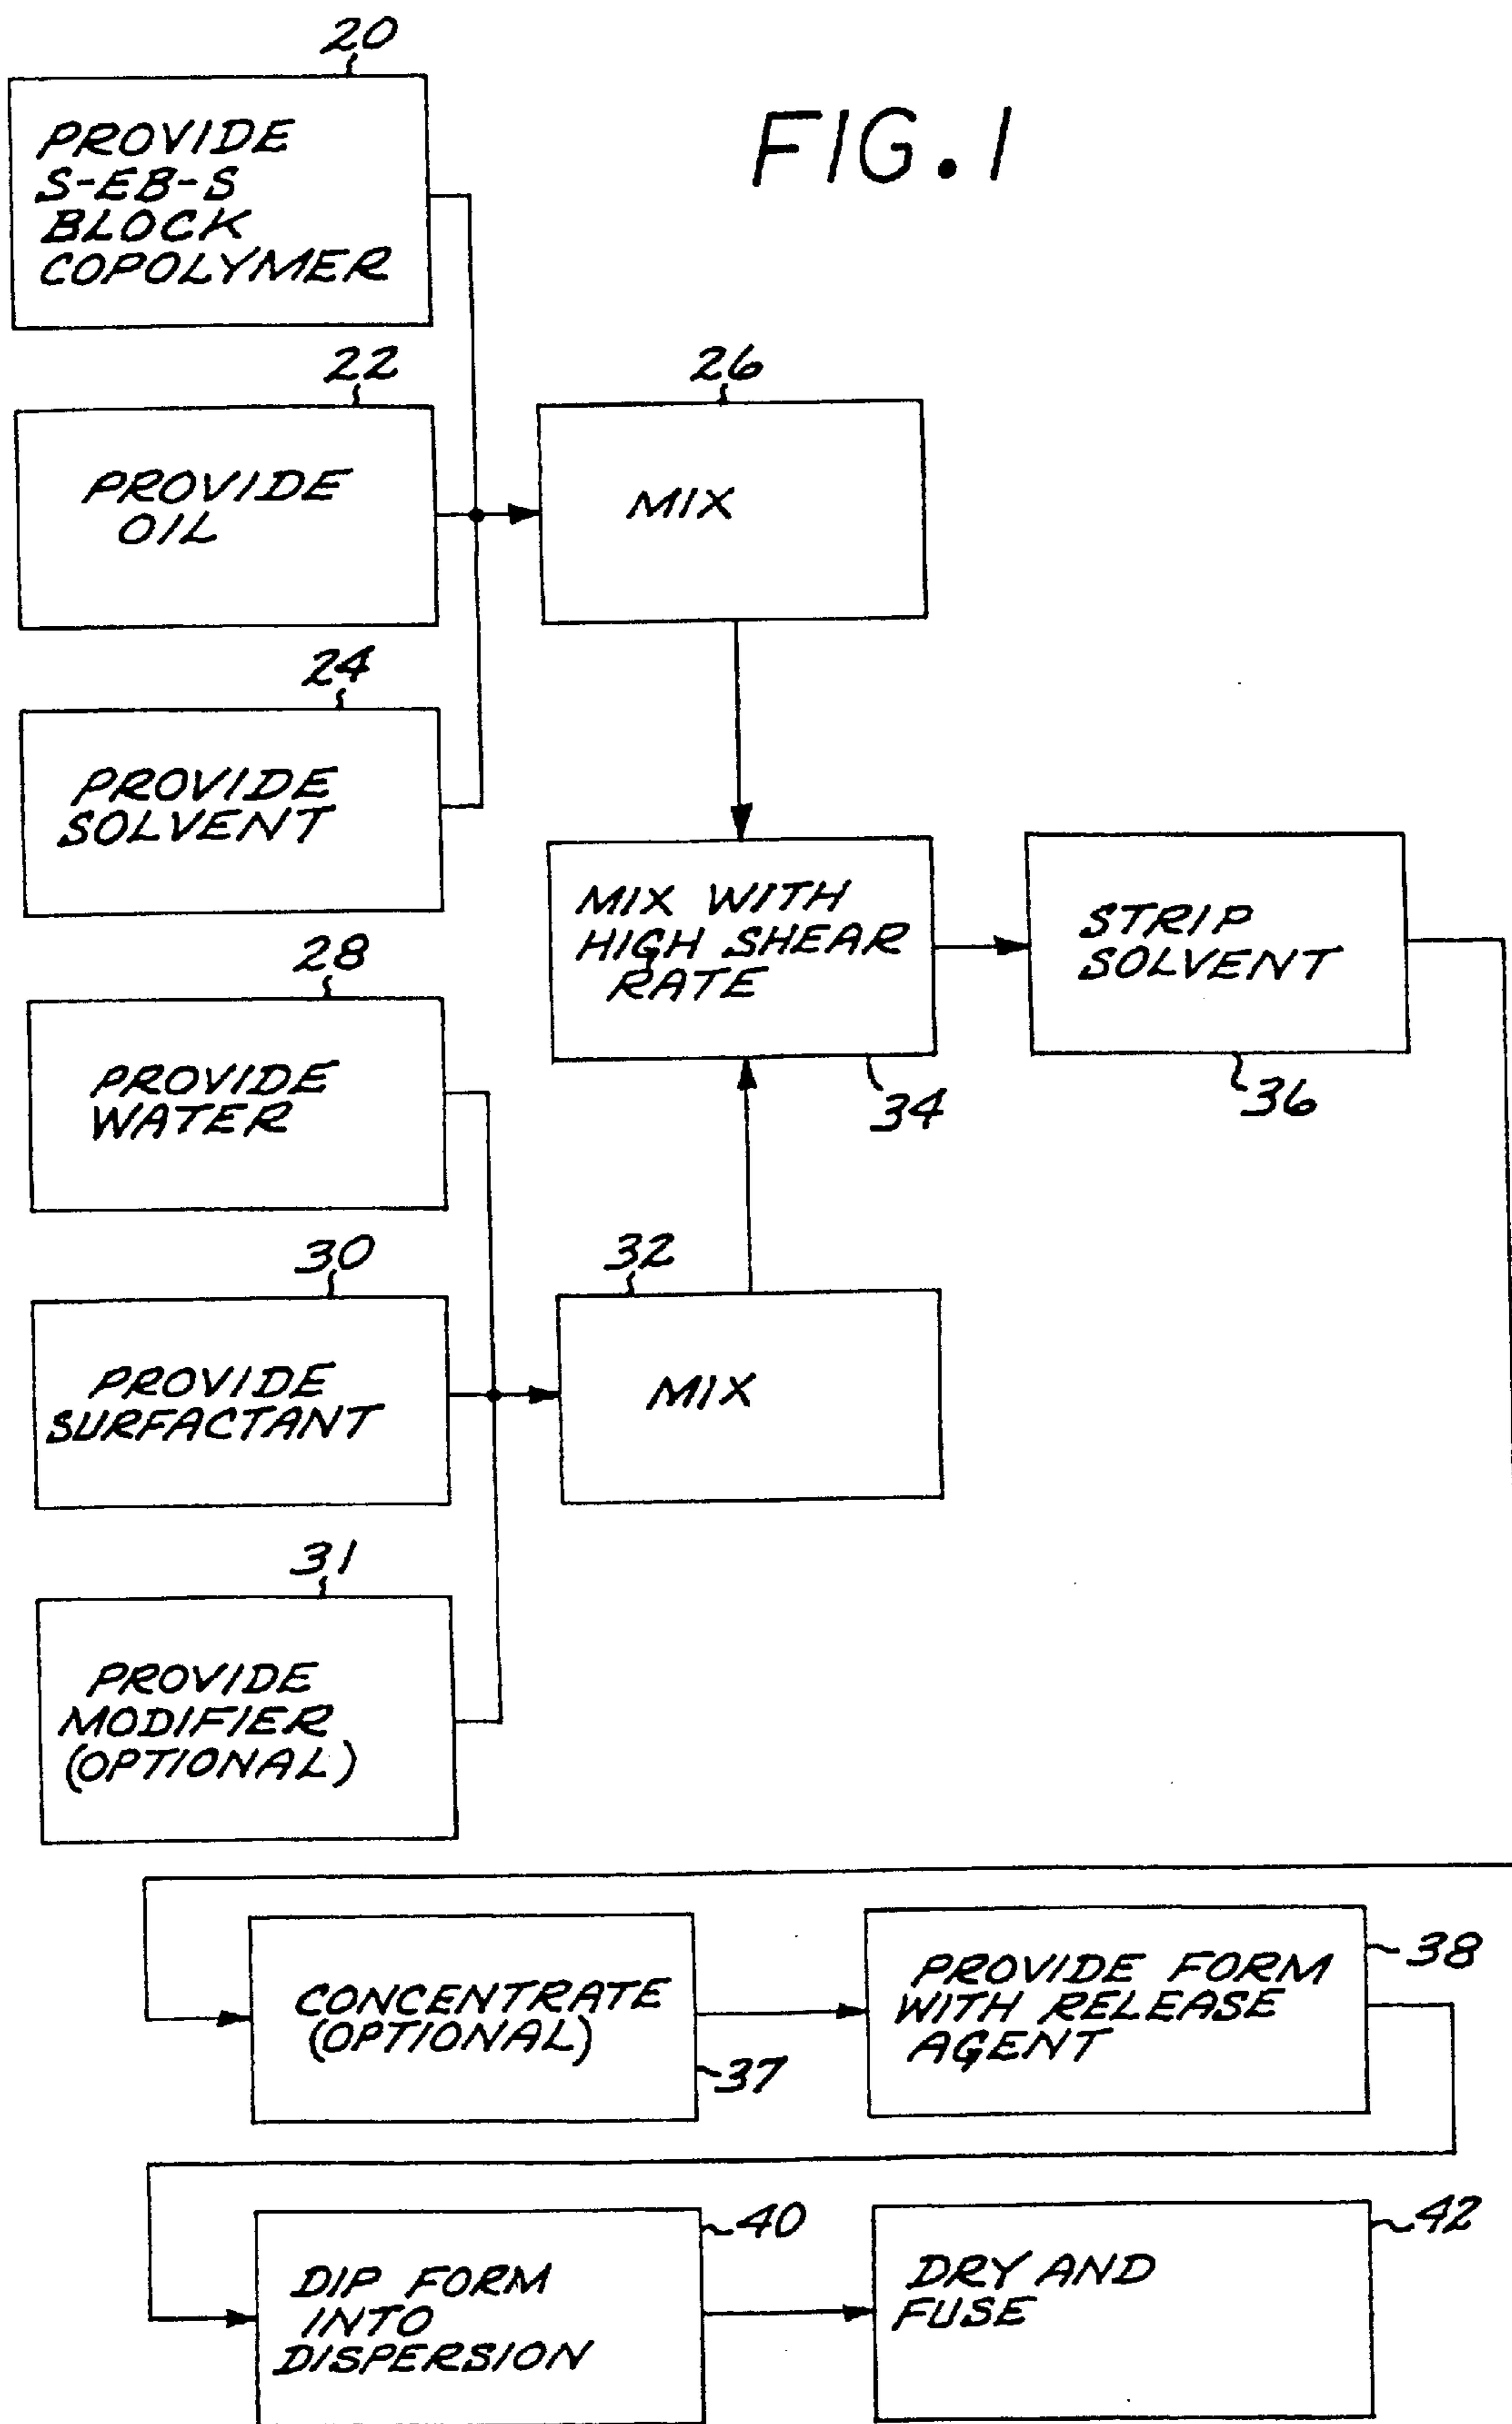 FIG. 1
20
PROVIDE
S-EB-S
BLOCK
COPOLYMER
22
PROVIDE
OIL
26
MIX
24
PROVIDE
SOLVENT
MIX WITH
HIGH SHEAR
RATE
34
STRIP
SOLVENT
36
28
PROVIDE
WATER
30
PROVIDE
SURFACTANT
32
MIX
31
PROVIDE
MODIFIER
(OPTIONAL)
CONCENTRATE
(OPTIONAL)
37
PROVIDE FORM
WITH RELEASE
AGENT
38
DIP FORM
INTO
DISPERSION
40
DRY AND
FUSE
42